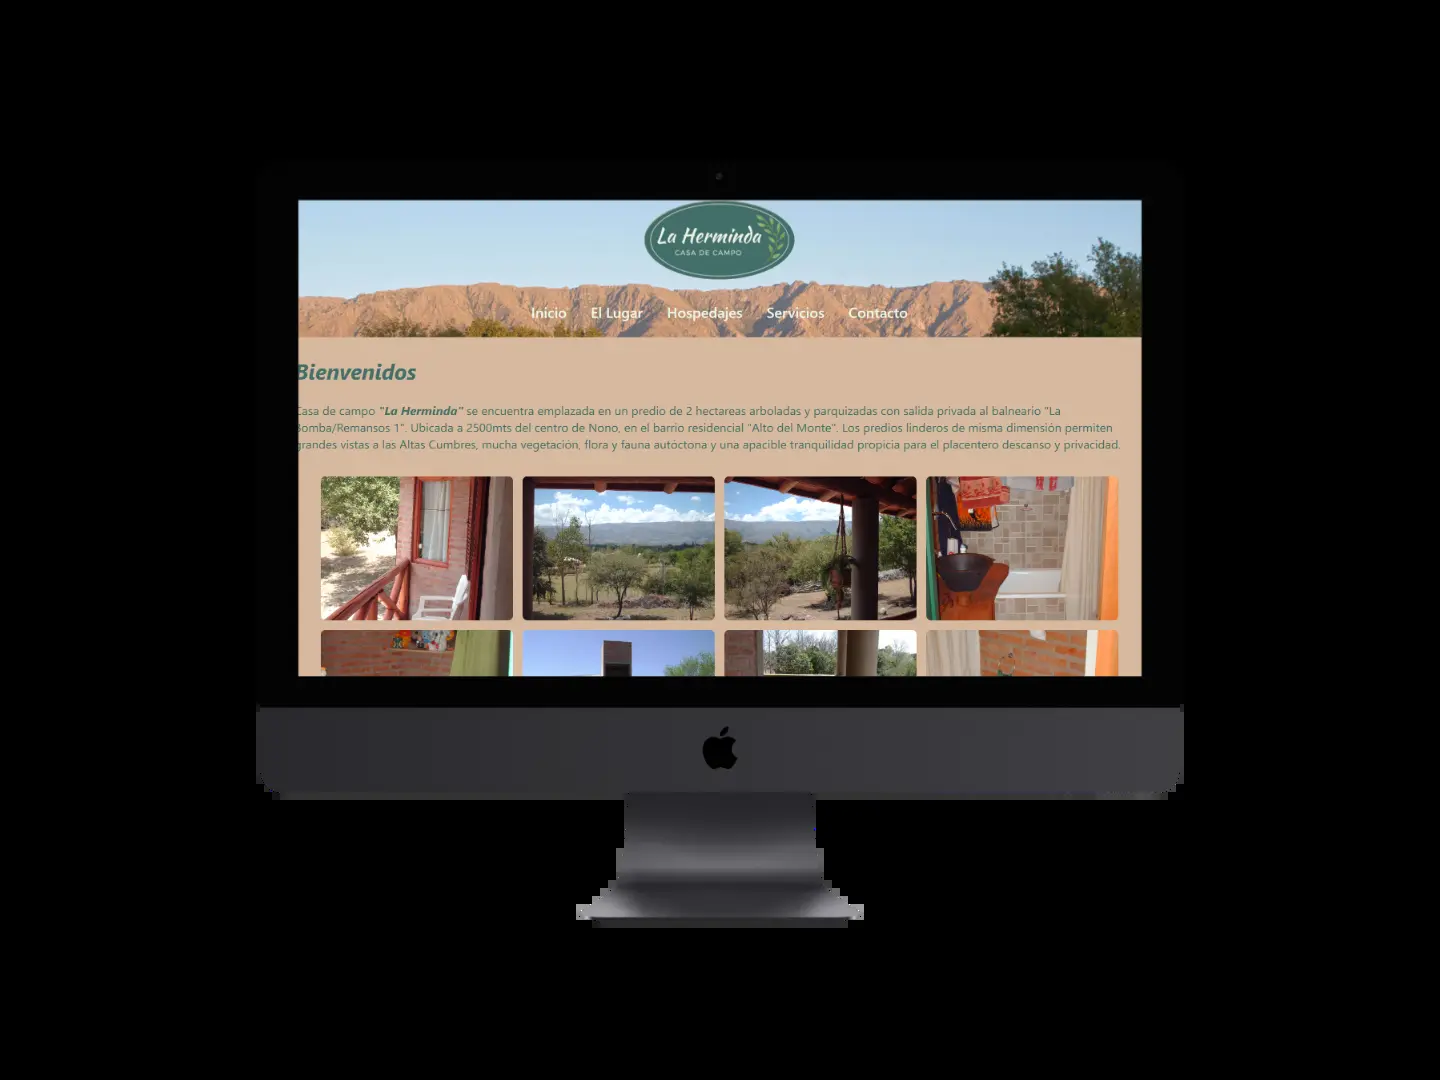 La Herminda
CASA DE CAMPO
Inicio El Lugar Hospedajes Servicios Contacto
Bienvenidos
Casa de campo "La Herminda" se encuentra emplazada en un predio de 2 hectareas arboladas y parquizadas con salida privada al balneario "La
Bomba/Remansos 1". Ubicada a 2500mts del centro de Nono, en el barrio residencial "Alto del Monte". Los predios linderos de misma dimensión permiten
grandes vistas a las Altas Cumbres, mucha vegetación, flora y fauna autóctona y una apacible tranquilidad propicia para el placentero descanso y privacidad.